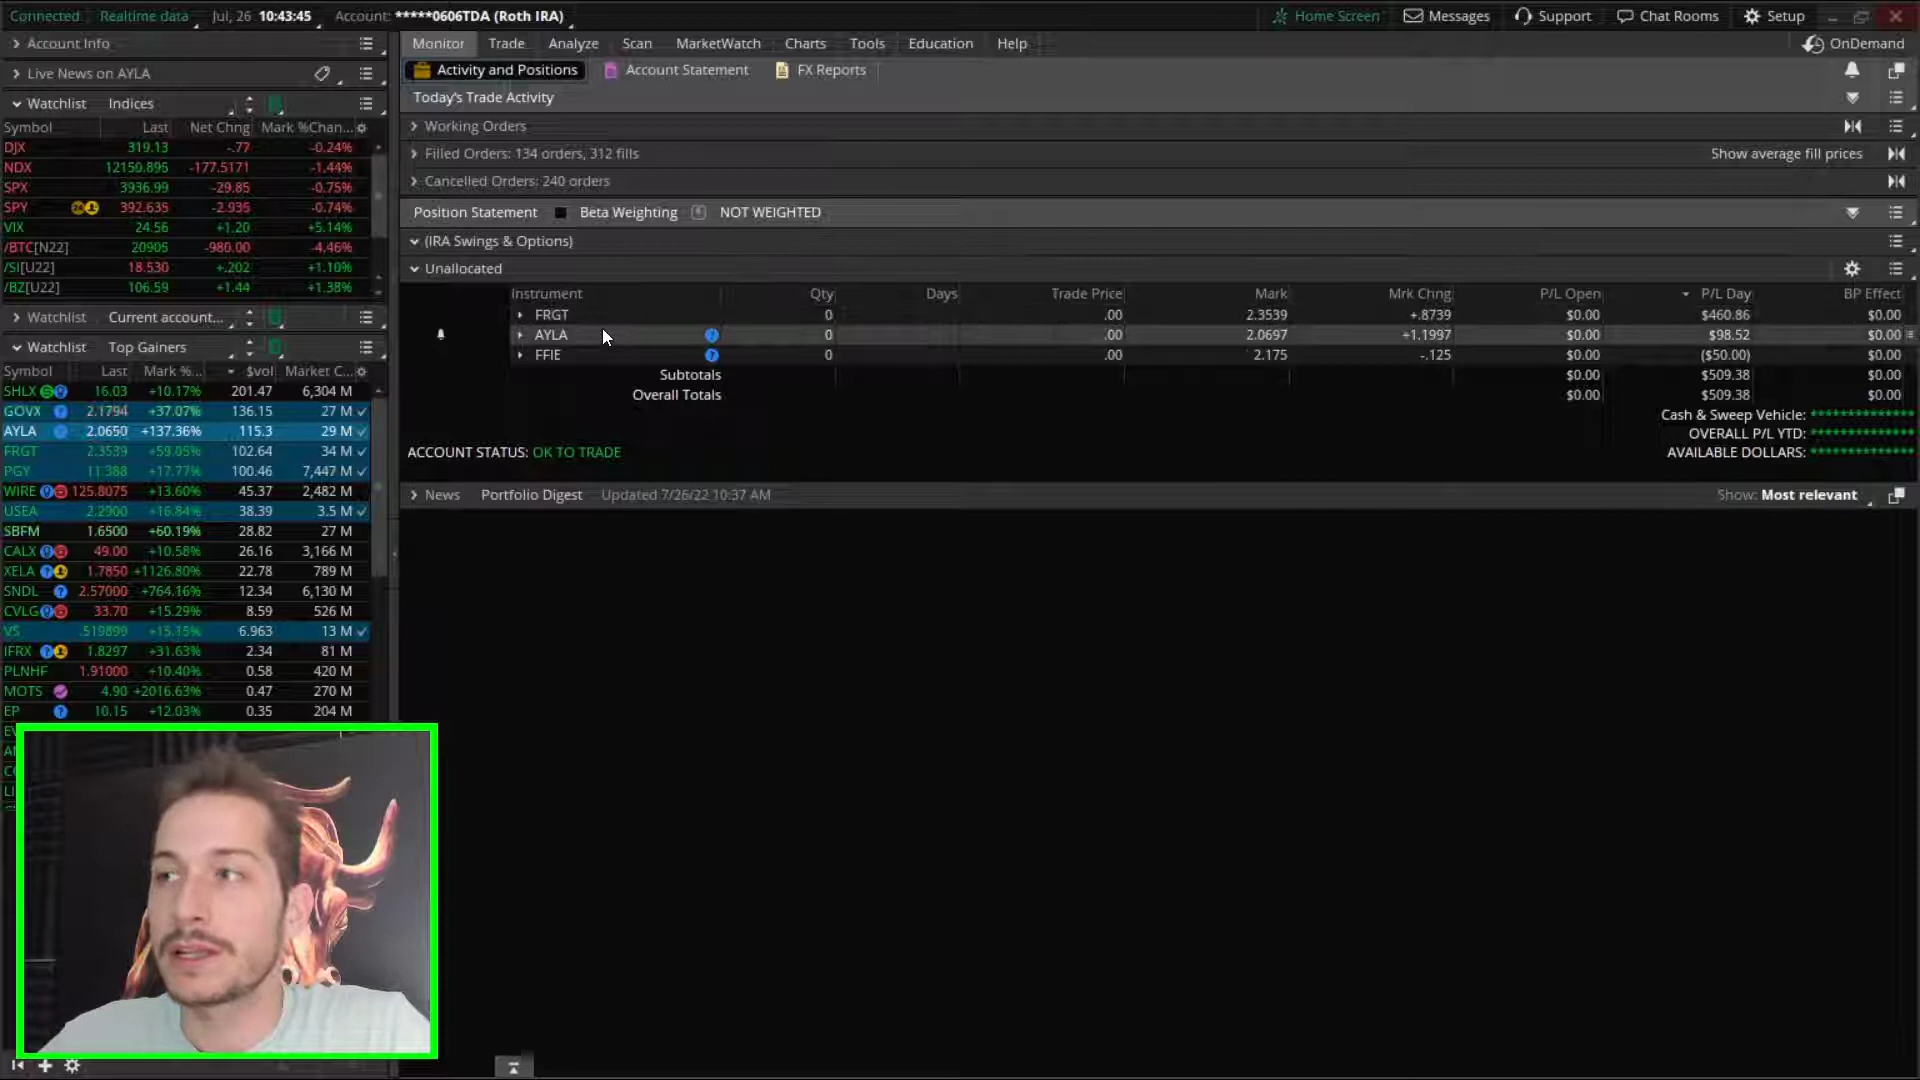 Connected Realtime data Jul, 26 10:43:45 Account: *****0606TDA (Roth IRA) Home Screen Messages Support Chat Rooms Setup
Account Info
Monitor Trade Analyze Scan MarketWatch Charts Tools Education Help OnDemand
Live News on AYLA
Activity and Positions Account Statement FX Reports
Watchlist Indices
Today's Trade Activity
Symbol Last Net Chng Mark %Chan...
DJX 319.13 -.77 -0.24%
NDX 12150.895 -177.5171 -1.44%
SPX 3936.99 -29.85 -0.75%
SPY 392.635 -2.935 -0.74%
VIX 24.56 +1.20 +5.14%
/BTC[N22] 20905 -980.00 -4.46%
/SI[U22] 18.530 +.202 +1.10%
/BZ[U22] 106.59 +1.44 +1.38%
Working Orders
Filled Orders: 134 orders, 312 fills Show average fill prices
Cancelled Orders: 240 orders
Position Statement Beta Weighting NOT WEIGHTED
(IRA Swings & Options)
Unallocated
Instrument Qty Days Trade Price Mark Mrk Chng P/L Open P/L Day BP Effect
FRGT 0 .00 2.3539 +.8739 $0.00 $460.86 $0.00
AYLA 0 .00 2.0697 +1.1997 $0.00 $98.52 $0.00
FFIE 0 .00 2.175 -.125 $0.00 ($50.00) $0.00
Subtotals $0.00 $509.38 $0.00
Overall Totals $0.00 $509.38 $0.00
Cash & Sweep Vehicle: **************
OVERALL P/L YTD: **************
AVAILABLE DOLLARS: **************
ACCOUNT STATUS: OK TO TRADE
News Portfolio Digest Updated 7/26/22 10:37 AM Show: Most relevant
Watchlist Current account...
Watchlist Top Gainers
Symbol Last Mark %... $vol Market C...
SHLX 16.03 +10.17% 201.47 6,304 M
GOVX 2.1794 +37.07% 136.15 27 M
AYLA 2.0650 +137.36% 115.3 29 M
FRGT 2.3539 +59.05% 102.64 34 M
PGY 11.388 +17.77% 100.46 7,447 M
WIRE 125.8075 +13.60% 45.37 2,482 M
USEA 2.2900 +16.84% 38.39 3.5 M
SBFM 1.6500 +60.19% 28.82 27 M
CALX 49.00 +10.58% 26.16 3,166 M
XELA 1.7850 +1126.80% 22.78 789 M
SNDL 2.57000 +764.16% 12.34 6,130 M
CVLG 33.70 +15.29% 8.59 526 M
VS .519899 +15.15% 6.963 13 M
IFRX 1.8297 +31.63% 2.34 81 M
PLNHF 1.91000 +10.40% 0.58 420 M
MOTS 4.90 +2016.63% 0.47 270 M
EP 10.15 +12.03% 0.35 204 M